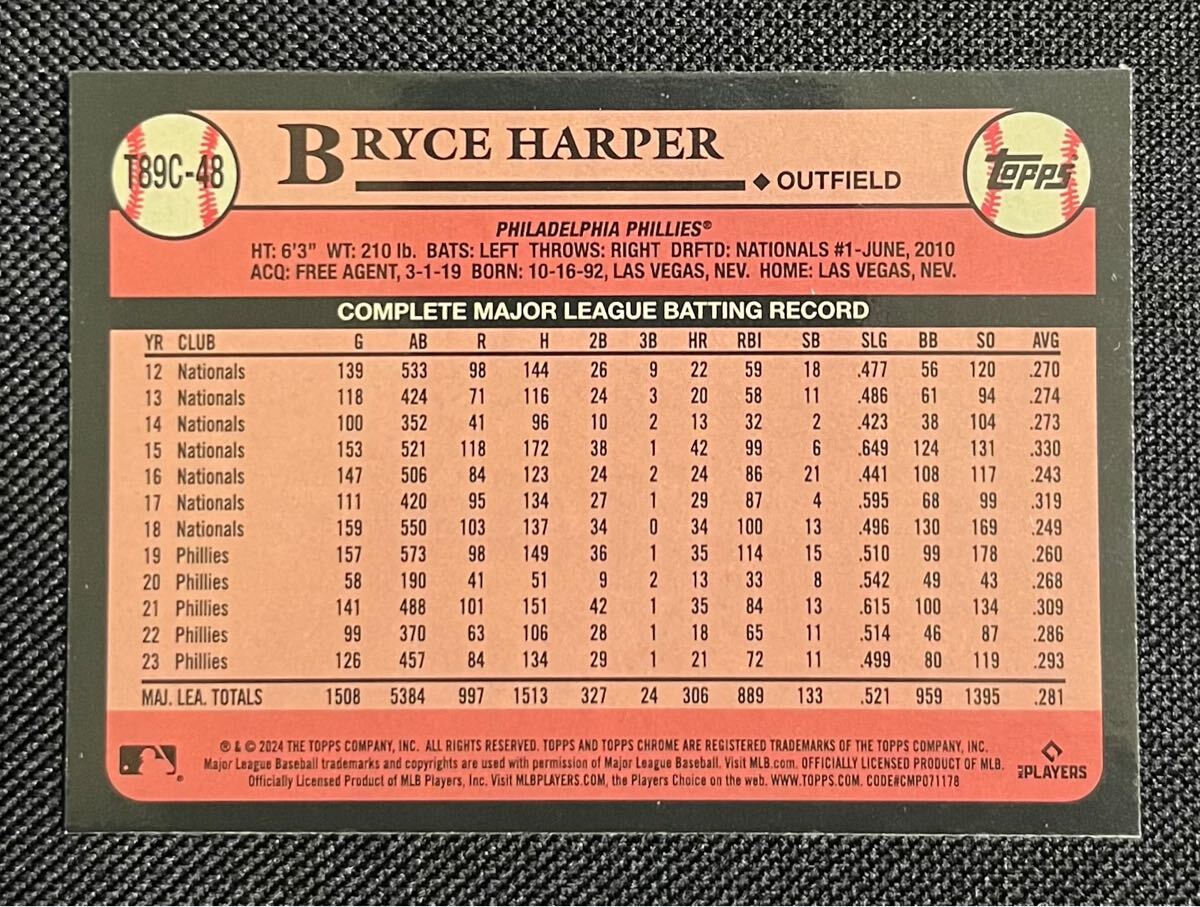 T89C-48
BRYCE HARPER
TOPPS®
◆ OUTFIELD
PHILADELPHIA PHILLIES®
HT: 6'3" WT: 210 lb. BATS: LEFT THROWS: RIGHT DRFTD: NATIONALS #1-JUNE, 2010
ACQ: FREE AGENT, 3-1-19 BORN: 10-16-92, LAS VEGAS, NEV. HOME: LAS VEGAS, NEV.
COMPLETE MAJOR LEAGUE BATTING RECORD
YR CLUB G AB R H 2B 3B HR RBI SB SLG BB SO AVG
12 Nationals 139 533 98 144 26 9 22 59 18 .477 56 120 .270
13 Nationals 118 424 71 116 24 3 20 58 11 .486 61 94 .274
14 Nationals 100 352 41 96 10 2 13 32 2 .423 38 104 .273
15 Nationals 153 521 118 172 38 1 42 99 6 .649 124 131 .330
16 Nationals 147 506 84 123 24 2 24 86 21 .441 108 117 .243
17 Nationals 111 420 95 134 27 1 29 87 4 .595 68 99 .319
18 Nationals 159 550 103 137 34 0 34 100 13 .496 130 169 .249
19 Phillies 157 573 98 149 36 1 35 114 15 .510 99 178 .260
20 Phillies 58 190 41 51 9 2 13 33 8 .542 49 43 .268
21 Phillies 141 488 101 151 42 1 35 84 13 .615 100 134 .309
22 Phillies 99 370 63 106 28 1 18 65 11 .514 46 87 .286
23 Phillies 126 457 84 134 29 1 21 72 11 .499 80 119 .293
MAJ. LEA. TOTALS 1508 5384 997 1513 327 24 306 889 133 .521 959 1395 .281
® & © 2024 THE TOPPS COMPANY, INC. ALL RIGHTS RESERVED. TOPPS AND TOPPS CHROME ARE REGISTERED TRADEMARKS OF THE TOPPS COMPANY, INC.
Major League Baseball trademarks and copyrights are used with permission of Major League Baseball. Visit MLB.com. OFFICIALLY LICENSED PRODUCT OF MLB.
Officially Licensed Product of MLB Players, Inc. Visit MLBPLAYERS.COM, the Players Choice on the web. WWW.TOPPS.COM. CODE#CMP071178
MLB PLAYERS